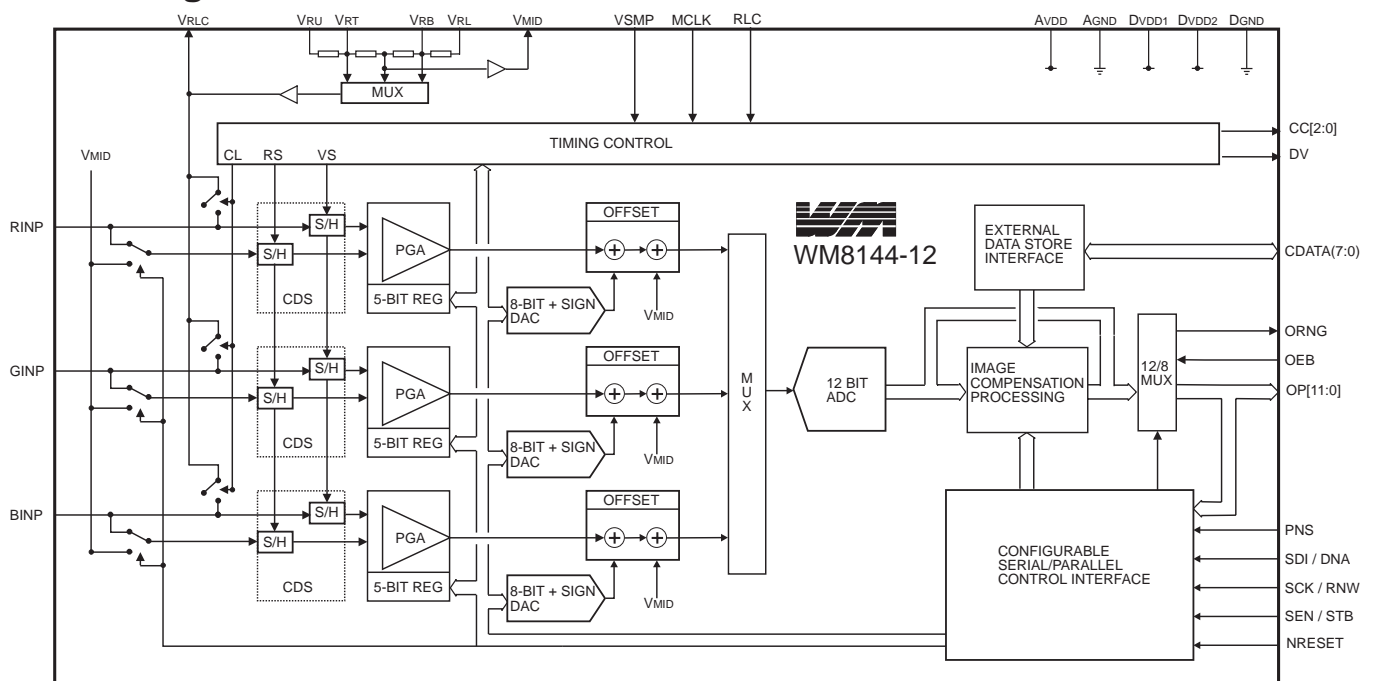 VRLC VRU VRT VRB VRL VMID VSMP MCLK RLC AVDD AGND DVDD1 DVDD2 DGND
MUX
TIMING CONTROL
CL RS VS
VMID
CC[2:0]
DV
RINP
S/H
S/H
CDS
PGA
5-BIT REG
OFFSET
+ +
8-BIT + SIGN
DAC
VMID
WM
WM8144-12
EXTERNAL
DATA STORE
INTERFACE
CDATA(7:0)
GINP
S/H
S/H
CDS
PGA
5-BIT REG
OFFSET
+ +
8-BIT + SIGN
DAC
VMID
M
U
X
12 BIT
ADC
IMAGE
COMPENSATION
PROCESSING
12/8
MUX
ORNG
OEB
OP[11:0]
BINP
S/H
S/H
CDS
PGA
5-BIT REG
OFFSET
+ +
8-BIT + SIGN
DAC
VMID
CONFIGURABLE
SERIAL/PARALLEL
CONTROL INTERFACE
PNS
SDI / DNA
SCK / RNW
SEN / STB
NRESET